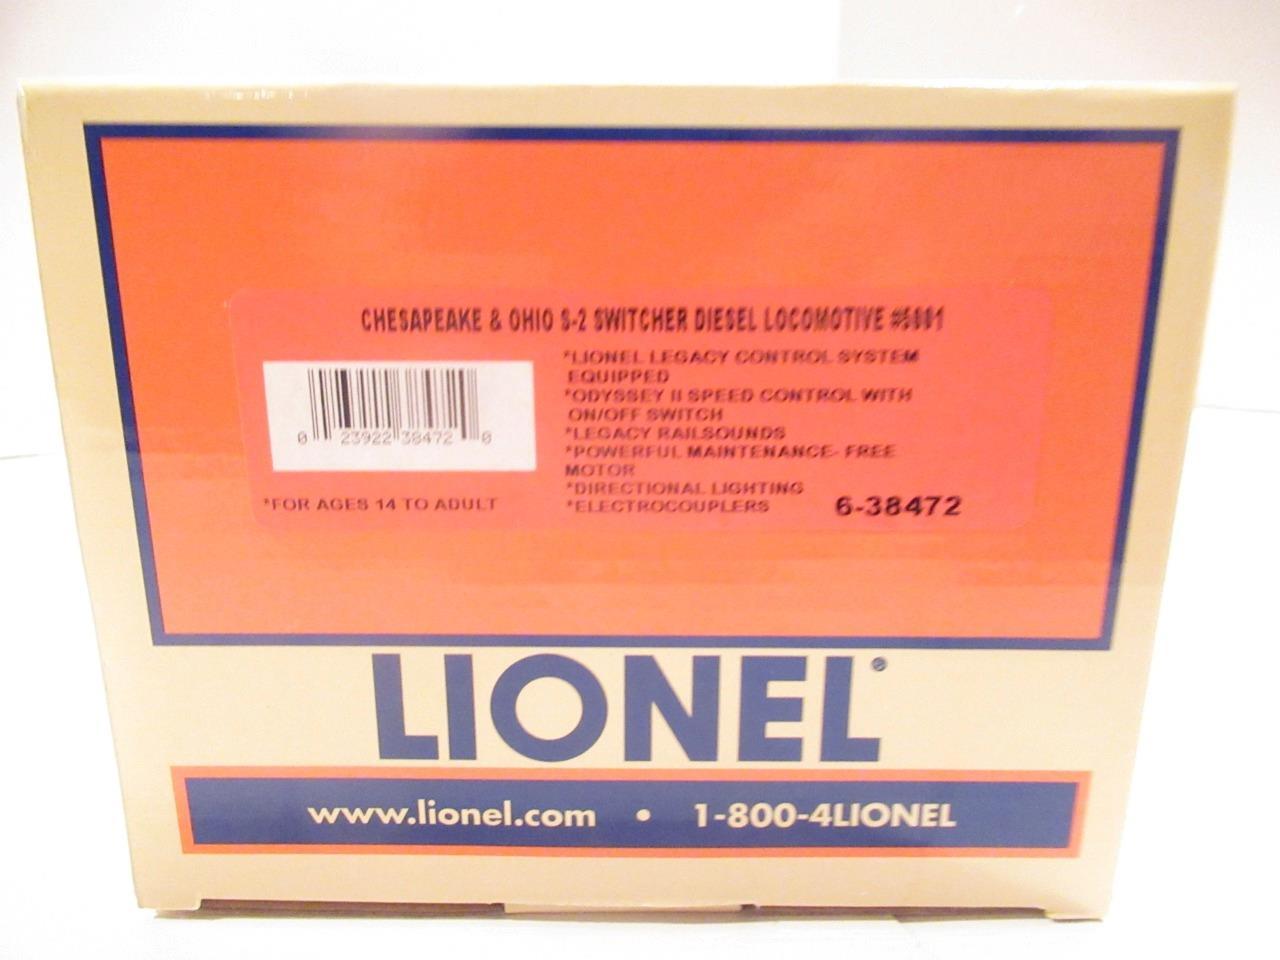 CHESAPEAKE & OHIO S-2 SWITCHER DIESEL LOCOMOTIVE #5001
*LIONEL LEGACY CONTROL SYSTEM
EQUIPPED
*ODYSSEY II SPEED CONTROL WITH
ON/OFF SWITCH
*LEGACY RAILSOUNDS
*POWERFUL MAINTENANCE- FREE
MOTOR
*DIRECTIONAL LIGHTING
*ELECTROCOUPLERS
0 23922 38472 0
*FOR AGES 14 TO ADULT
6-38472
LIONEL®
www.lionel.com • 1-800-4LIONEL